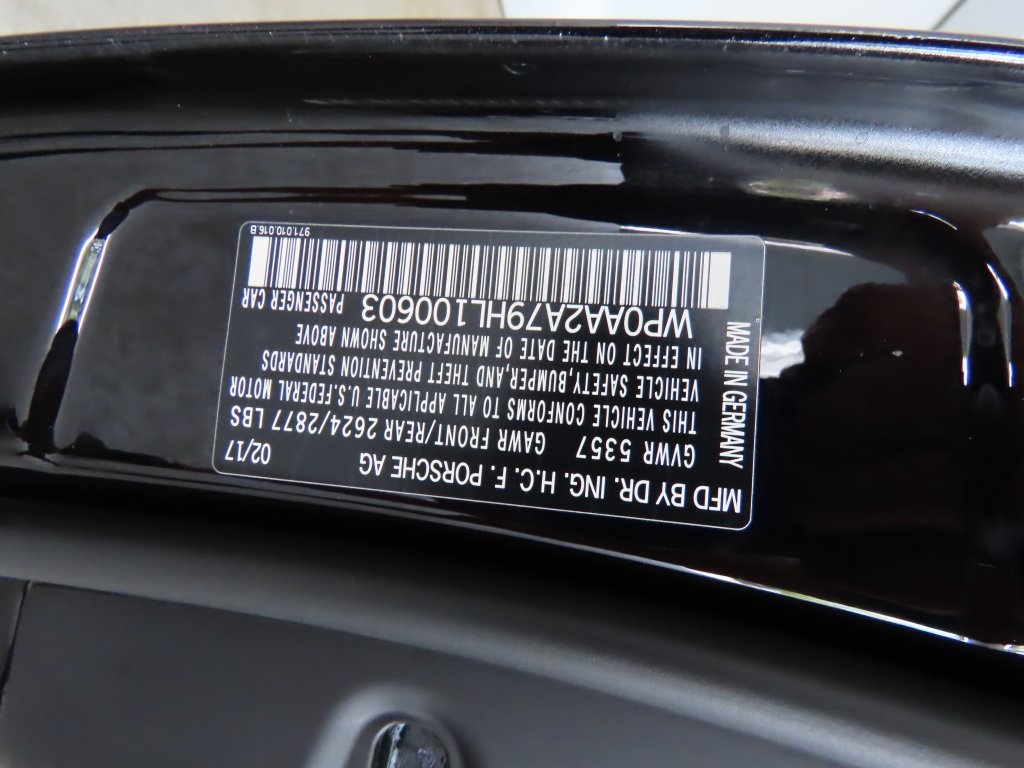 MFD BY DR. ING. H.C. F. PORSCHE AG
MADE IN GERMANY
02/17
GVWR 5357 GAWR FRONT/REAR 2624/2877 LBS
THIS VEHICLE CONFORMS TO ALL APPLICABLE U.S.FEDERAL MOTOR
VEHICLE SAFETY,BUMPER,AND THEFT PREVENTION STANDARDS
IN EFFECT ON THE DATE OF MANUFACTURE SHOWN ABOVE
WP0AA2A79HL100603 PASSENGER CAR
971.010.016.B